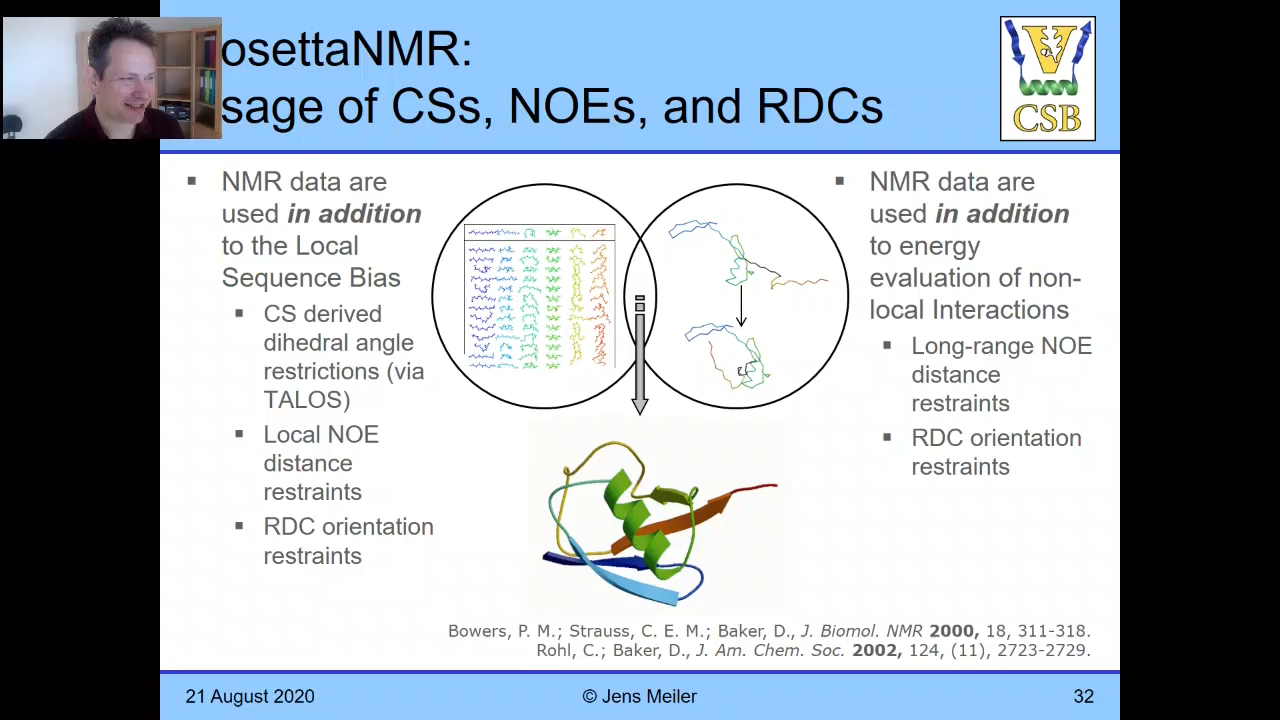 osettaNMR:
sage of CSs, NOEs, and RDCs
V
CSB
▪ NMR data are
used in addition
to the Local
Sequence Bias
▪ CS derived
dihedral angle
restrictions (via
TALOS)
▪ Local NOE
distance
restraints
▪ RDC orientation
restraints
▪ NMR data are
used in addition
to energy
evaluation of non-
local Interactions
▪ Long-range NOE
distance
restraints
▪ RDC orientation
restraints
Bowers, P. M.; Strauss, C. E. M.; Baker, D., J. Biomol. NMR 2000, 18, 311-318.
Rohl, C.; Baker, D., J. Am. Chem. Soc. 2002, 124, (11), 2723-2729.
21 August 2020
© Jens Meiler
32